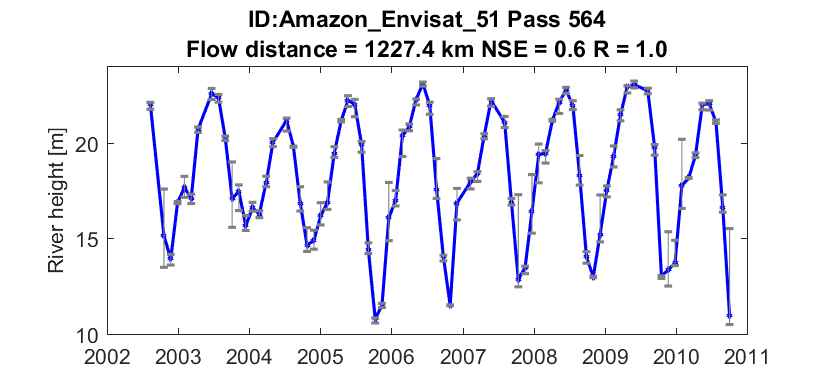 ID:Amazon_Envisat_51 Pass 564
Flow distance = 1227.4 km NSE = 0.6 R = 1.0
River height [m]
20
15
10
2002 2003 2004 2005 2006 2007 2008 2009 2010 2011